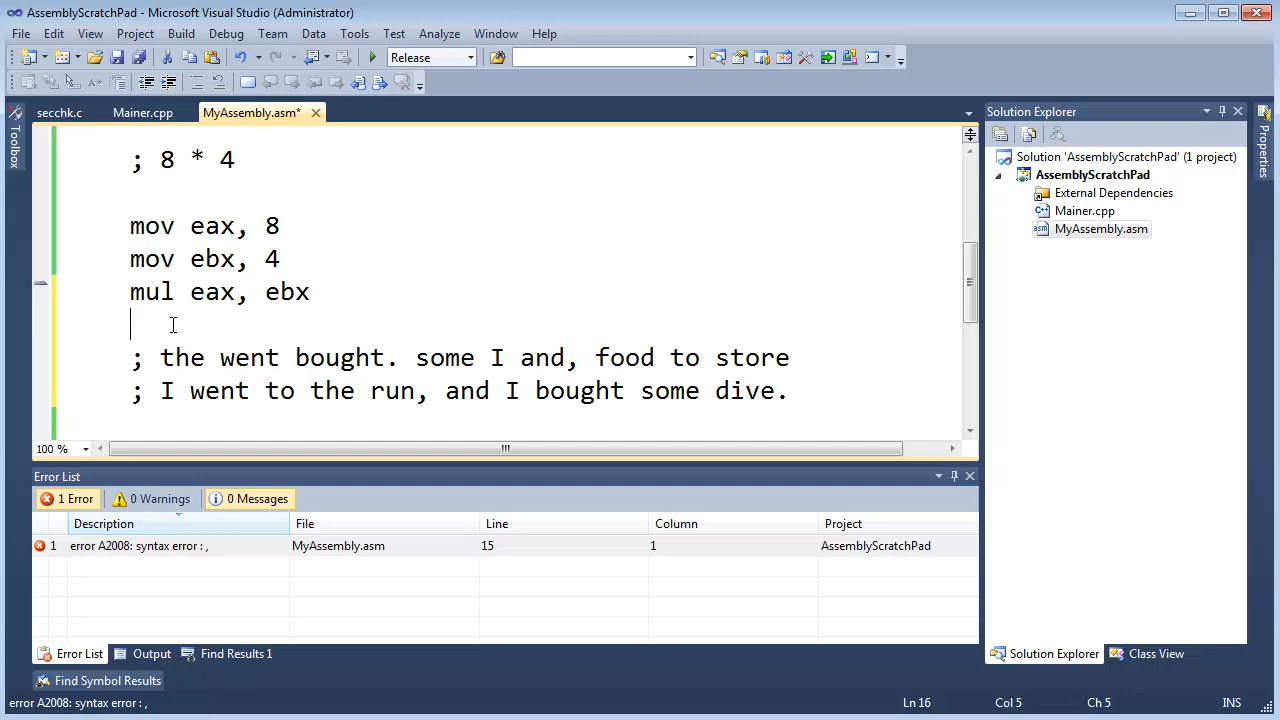 AssemblyScratchPad - Microsoft Visual Studio (Administrator)
File Edit View Project Build Debug Team Data Tools Test Analyze Window Help
Release
secchk.c Mainer.cpp MyAssembly.asm*
Toolbox
; 8 * 4
mov eax, 8
mov ebx, 4
mul eax, ebx
; the went bought. some I and, food to store
; I went to the run, and I bought some dive.
100 %
Solution Explorer
Solution 'AssemblyScratchPad' (1 project)
AssemblyScratchPad
External Dependencies
Mainer.cpp
MyAssembly.asm
Properties
Error List
1 Error 0 Warnings 0 Messages
Description File Line Column Project
1 error A2008: syntax error : , MyAssembly.asm 15 1 AssemblyScratchPad
Error List Output Find Results 1
Solution Explorer Class View
Find Symbol Results
error A2008: syntax error : , Ln 16 Col 5 Ch 5 INS